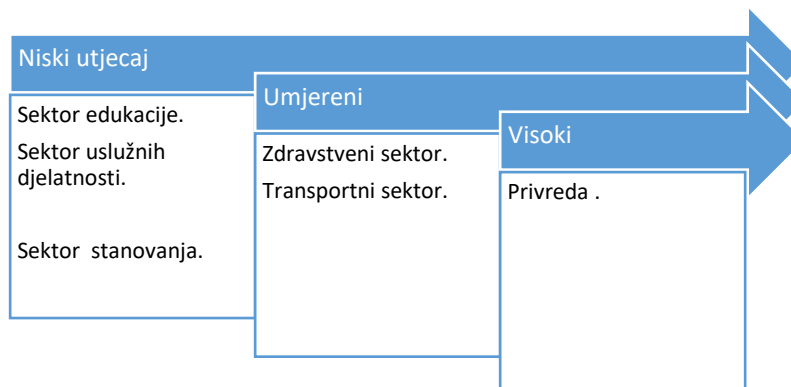 Niski utjecaj
Sektor edukacije.
Sektor uslužnih
djelatnosti.
Sektor  stanovanja.
Umjereni
Zdravstveni sektor.
Transportni sektor.
Visoki
Privreda .